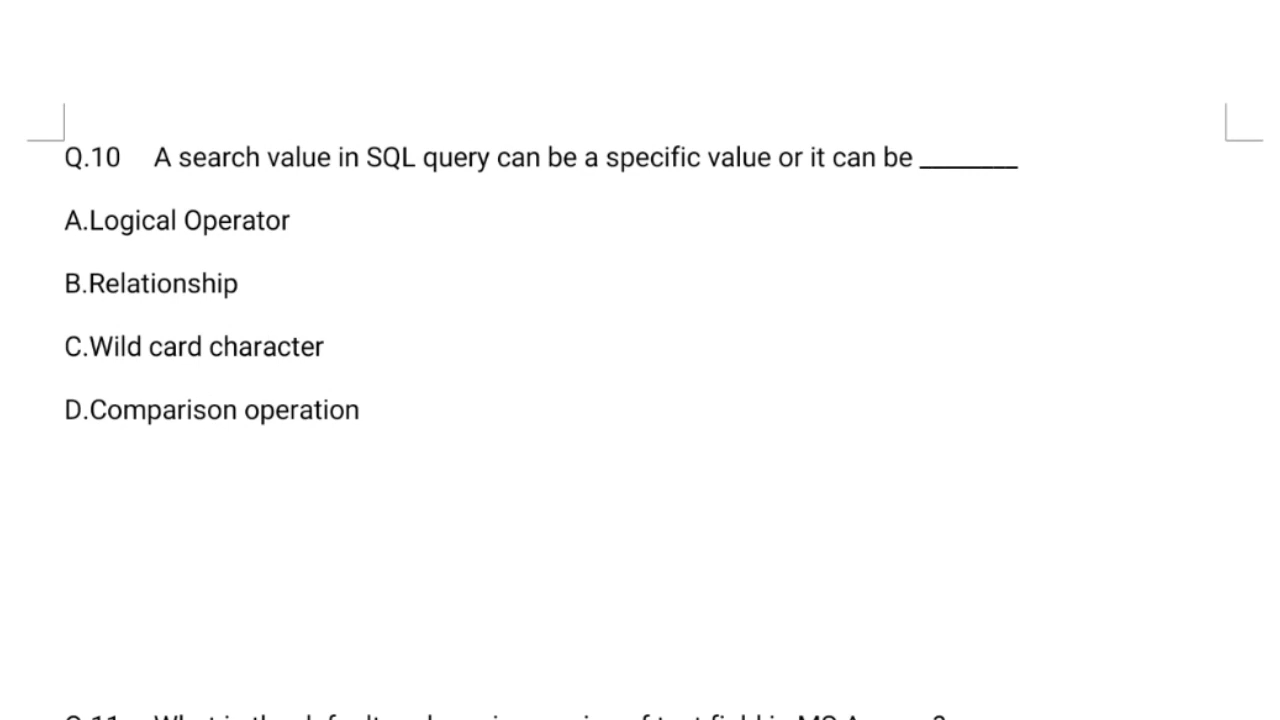 Q.10 A search value in SQL query can be a specific value or it can be ________
A.Logical Operator
B.Relationship
C.Wild card character
D.Comparison operation